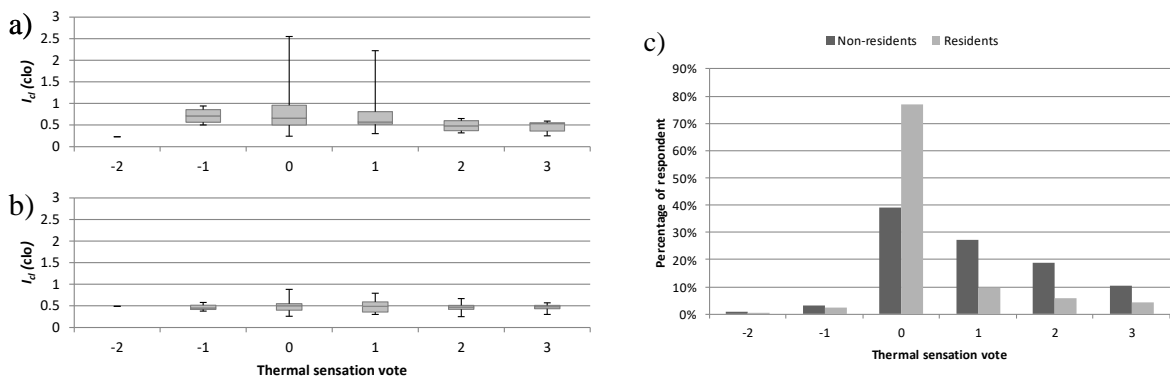 a)
I_cl (clo)
3
2.5
2
1.5
1
0.5
0
-2 -1 0 1 2 3
b)
I_cl (clo)
3
2.5
2
1.5
1
0.5
0
-2 -1 0 1 2 3
Thermal sensation vote
c)
Non-residents Residents
Percentage of respondent
90%
80%
70%
60%
50%
40%
30%
20%
10%
0%
-2 -1 0 1 2 3
Thermal sensation vote